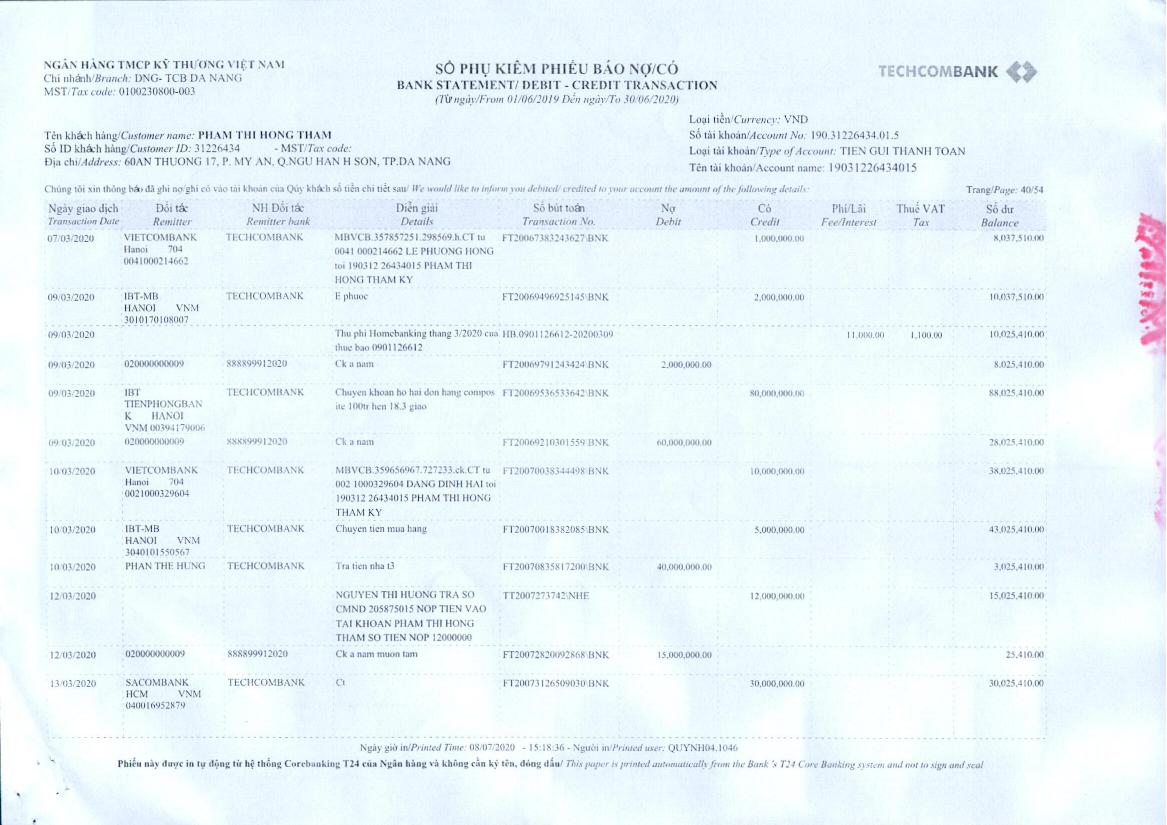 NGÂN HÀNG TMCP KỸ THƯƠNG VIỆT NAM
Chi nhánh/Branch: DNG- TCB DA NANG
MST/Tax code: 0100230800-003
SỔ PHỤ KIÊM PHIẾU BÁO NỢ/CÓ
BANK STATEMENT/ DEBIT - CREDIT TRANSACTION
(Từ ngày/From 01/06/2019 Đến ngày/To 30/06/2020)
TECHCOMBANK
Tên khách hàng/Customer name: PHAM THI HONG THAM
Số ID khách hàng/Customer ID: 31226434 - MST/Tax code:
Địa chỉ/Address: 60AN THUONG 17, P. MY AN, Q.NGU HAN H SON, TP.DA NANG
Loại tiền/Currency: VND
Số tài khoản/Account No: 190.31226434.01.5
Loại tài khoản/Type of Account: TIEN GUI THANH TOAN
Tên tài khoản/Account name: 19031226434015
Chúng tôi xin thông báo đã ghi nợ/ghi có vào tài khoản của Qúy khách số tiền chi tiết sau/ We would like to inform you debited/ credited to your account the amount of the following details:
Trang/Page: 40/54
Ngày giao dịch Đối tác NH Đối tác Diễn giải Số bút toán Nợ Có Phí/Lãi Thuế VAT Số dư
Transaction Date Remitter Remitter bank Details Transaction No. Debit Credit Fee/Interest Tax Balance
07/03/2020 VIETCOMBANK TECHCOMBANK MBVCB.357857251.298569.h.CT tu FT20067383243627\BNK 1,000,000.00 8,037,510.00
Hanoi 704 0041 000214662 LE PHUONG HONG
0041000214662 toi 190312 26434015 PHAM THI
HONG THAM KY
09/03/2020 IBT-MB TECHCOMBANK E phuoc FT20069496925145\BNK 2,000,000.00 10,037,510.00
HANOI VNM
3010170108007
09/03/2020 Thu phi Homebanking thang 3/2020 cua HB.0901126612-20200309 11,000.00 1,100.00 10,025,410.00
thue bao 0901126612
09/03/2020 020000000009 888899912020 Ck a nam FT20069791243424\BNK 2,000,000.00 8,025,410.00
09/03/2020 IBT TECHCOMBANK Chuyen khoan ho hai don hang compos FT20069536533642\BNK 80,000,000.00 88,025,410.00
TIENPHONGBAN ite 100tr hen 18.3 giao
K HANOI
VNM 00394179006
09/03/2020 020000000009 888899912020 Ck a nam FT20069210301559\BNK 60,000,000.00 28,025,410.00
10/03/2020 VIETCOMBANK TECHCOMBANK MBVCB.359656967.727233.ck.CT tu FT20070038344498\BNK 10,000,000.00 38,025,410.00
Hanoi 704 002 1000329604 DANG DINH HAI toi
0021000329604 190312 26434015 PHAM THI HONG
THAM KY
10/03/2020 IBT-MB TECHCOMBANK Chuyen tien mua hang FT20070018382085\BNK 5,000,000.00 43,025,410.00
HANOI VNM
3040101550567
10/03/2020 PHAN THE HUNG TECHCOMBANK Tra tien nha t3 FT20070835817200\BNK 40,000,000.00 3,025,410.00
12/03/2020 NGUYEN THI HUONG TRA SO TT2007273742\NHE 12,000,000.00 15,025,410.00
CMND 205875015 NOP TIEN VAO
TAI KHOAN PHAM THI HONG
THAM SO TIEN NOP 12000000
12/03/2020 020000000009 888899912020 Ck a nam muon tam FT20072820092868\BNK 15,000,000.00 25,410.00
13/03/2020 SACOMBANK TECHCOMBANK Ct FT20073126509030\BNK 30,000,000.00 30,025,410.00
HCM VNM
040016952879
Ngày giờ in/Printed Time: 08/07/2020 - 15:18:36 - Người in/Printed user: QUYNH04.1046
Phiếu này được in tự động từ hệ thống Corebanking T24 của Ngân hàng và không cần ký tên, đóng dấu/ This paper is printed automatically from the Bank 's T24 Core Banking system and not to sign and seal